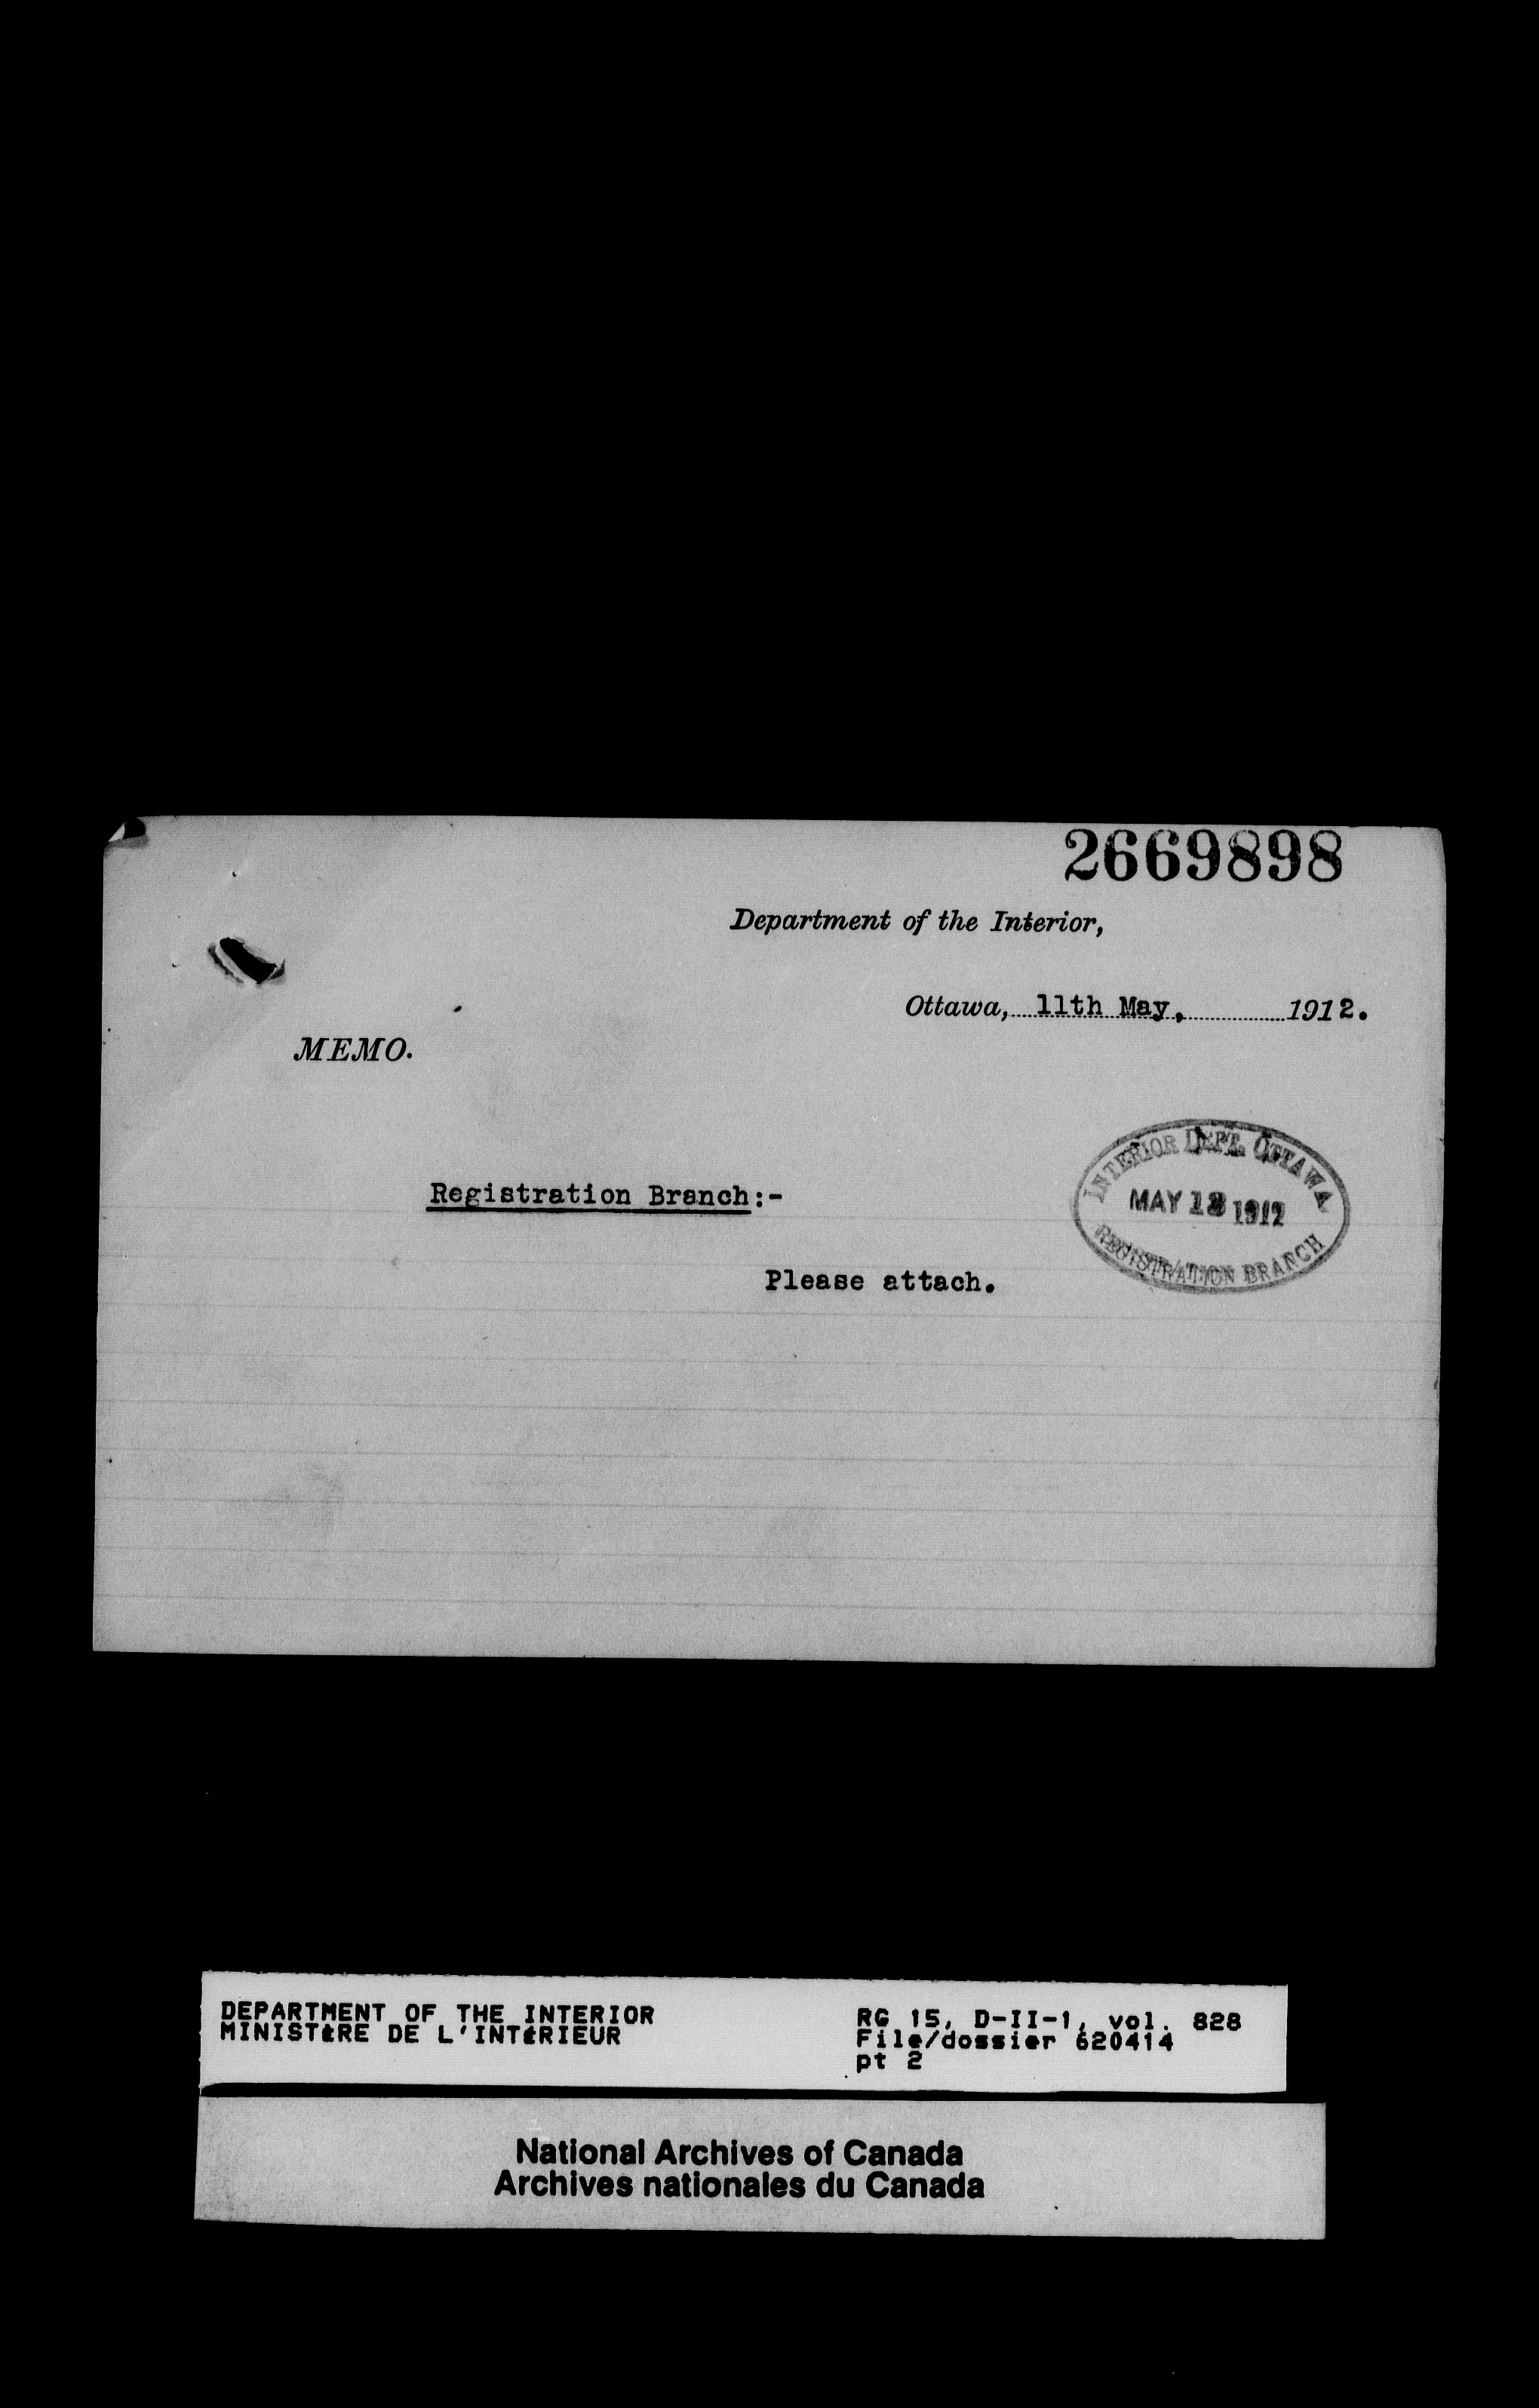 2669898
Department of the Interior,
Ottawa, 11th May, 1912.
MEMO.
INTERIOR DEPT. OTTAWA
MAY 1912
REGISTRATION BRANCH
Registration Branch:-
Please attach.
DEPARTMENT OF THE INTERIOR
MINISTÈRE DE L'INTÉRIEUR
RG 15, D-II-1, vol. 828
File/dossier 620414
pt 2
National Archives of Canada
Archives nationales du Canada